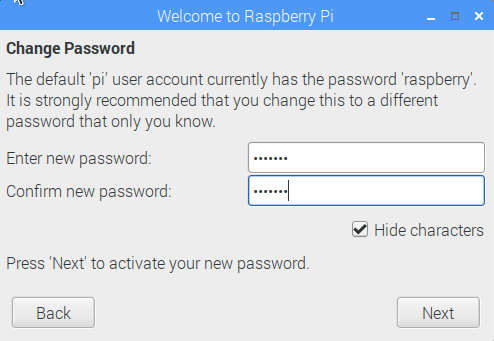 Welcome to Raspberry Pi
Change Password
The default 'pi' user account currently has the password 'raspberry'.
It is strongly recommended that you change this to a different
password that only you know.
Enter new password: •••••••
Confirm new password: •••••••
Hide characters
Press 'Next' to activate your new password.
Back Next